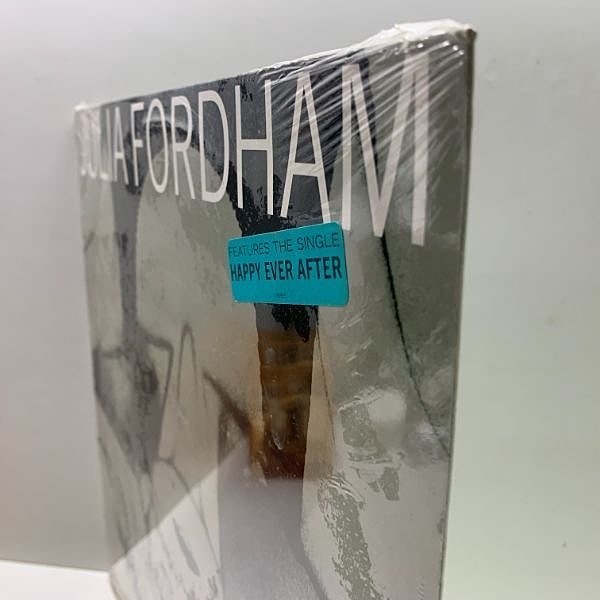 JULIA FORDHAM
FEATURES THE SINGLE
HAPPY EVER AFTER